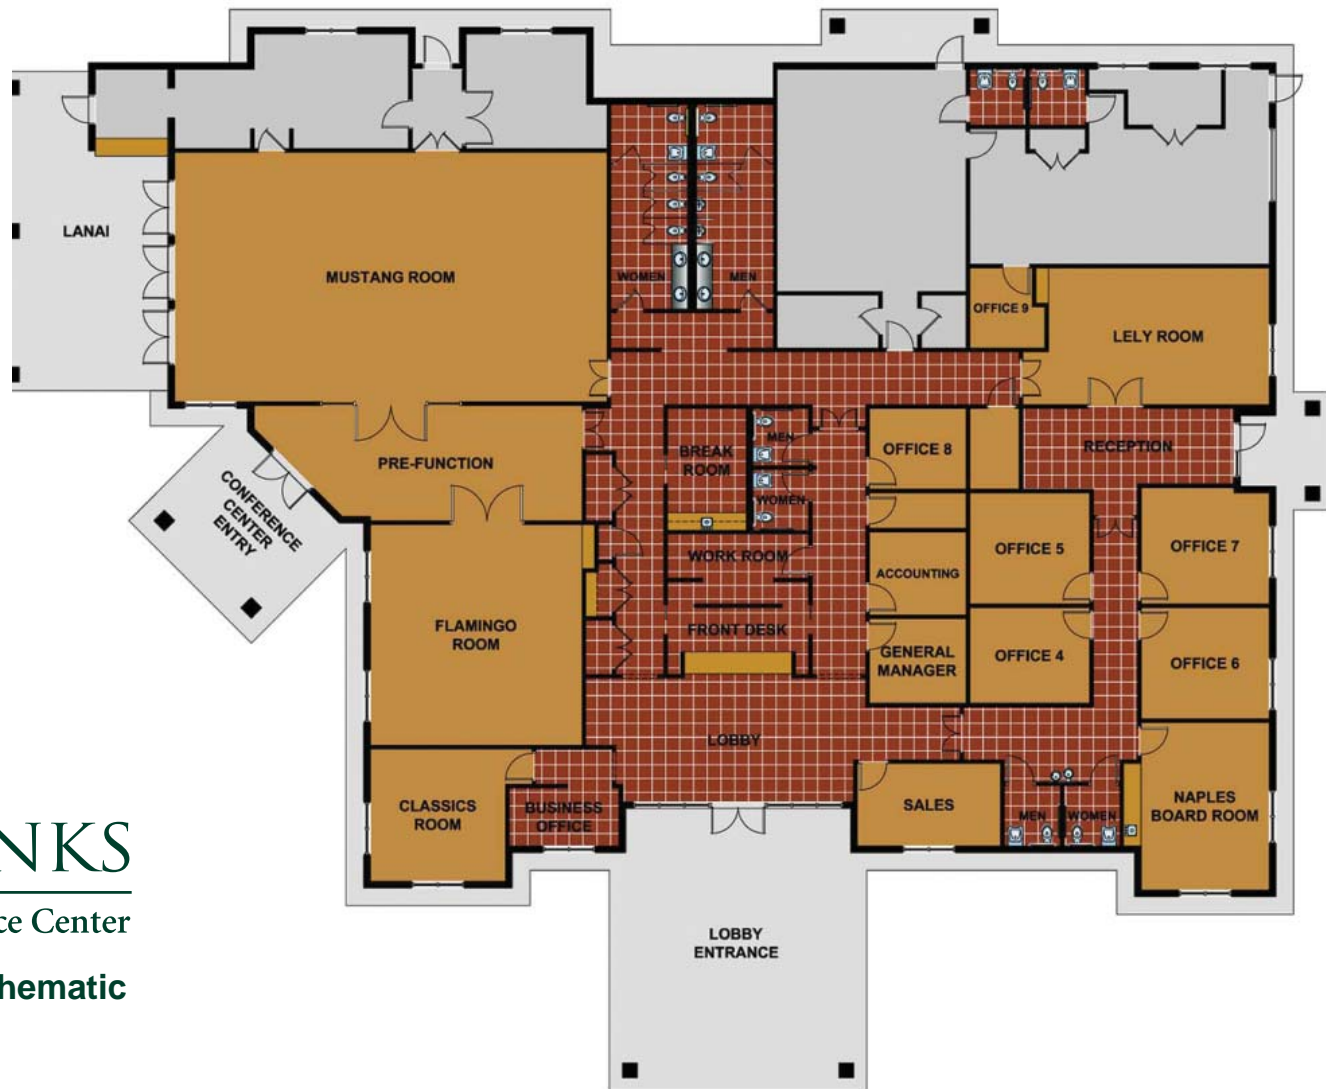 LANAI
MUSTANG ROOM
WOMEN
MEN
OFFICE 9
LELY ROOM
PRE-FUNCTION
CONFERENCE
CENTER
ENTRY
BREAK
ROOM
MEN
WOMEN
OFFICE 8
RECEPTION
WORK ROOM
OFFICE 5
OFFICE 7
ACCOUNTING
FLAMINGO
ROOM
FRONT DESK
GENERAL
MANAGER
OFFICE 4
OFFICE 6
LOBBY
CLASSICS
ROOM
BUSINESS
OFFICE
SALES
MEN
WOMEN
NAPLES
BOARD ROOM
NKS
ce Center
hematic
LOBBY
ENTRANCE